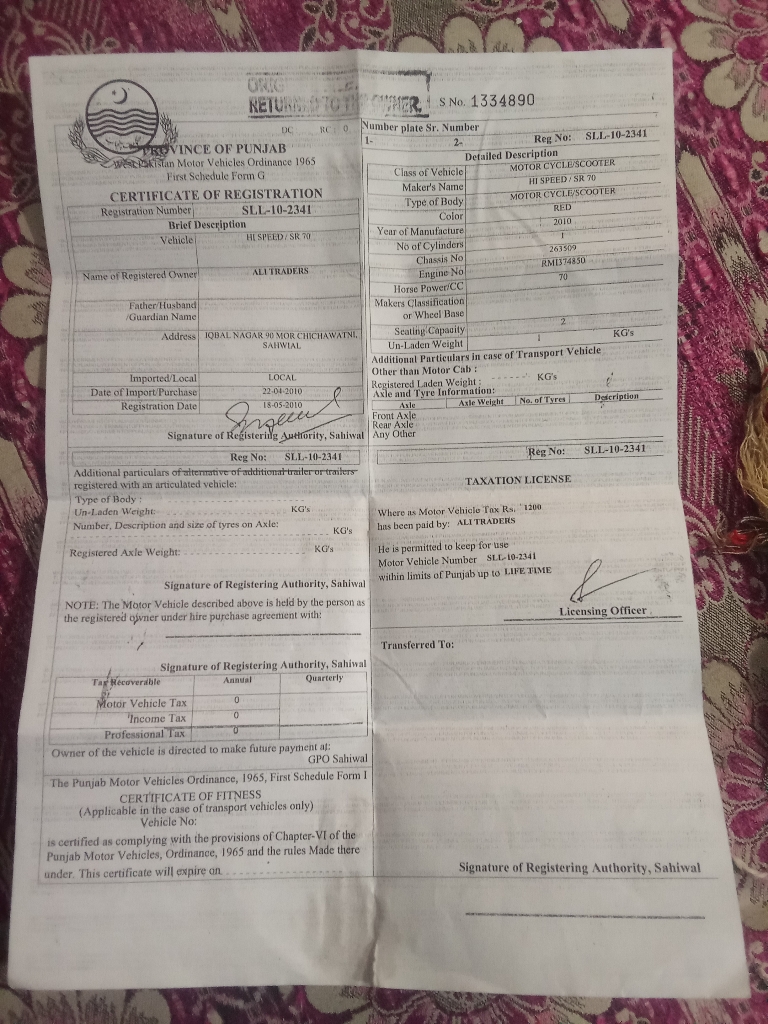 RETURNED TO THE OWNER.
S No. 1334890
PROVINCE OF PUNJAB
West Pakistan Motor Vehicles Ordinance 1965
First Schedule Form G
CERTIFICATE OF REGISTRATION
Registration Number SLL-10-2341
Brief Description
Vehicle HI SPEED / SR 70
Name of Registered Owner ALI TRADERS
Father/Husband
/Guardian Name
Address IQBAL NAGAR 90 MOR CHICHAWATNI,
SAHWIAL
Imported/Local LOCAL
Date of Import/Purchase 22-04-2010
Registration Date 18-05-2010
Signature of Registering Authority, Sahiwal
Reg No: SLL-10-2341
Additional particulars of alternative of additional trailer or trailers
registered with an articulated vehicle:
Type of Body :
Un-Laden Weight: KG's
Number, Description and size of tyres on Axle:
KG's
Registered Axle Weight: KG's
Signature of Registering Authority, Sahiwal
NOTE: The Motor Vehicle described above is held by the person as
the registered owner under hire purchase agreement with:
Signature of Registering Authority, Sahiwal
Tax Recoverable Annual Quarterly
Motor Vehicle Tax 0
Income Tax 0
Professional Tax 0
Owner of the vehicle is directed to make future payment at:
GPO Sahiwal
The Punjab Motor Vehicles Ordinance, 1965, First Schedule Form I
CERTIFICATE OF FITNESS
(Applicable in the case of transport vehicles only)
Vehicle No:
is certified as complying with the provisions of Chapter-VI of the
Punjab Motor Vehicles, Ordinance, 1965 and the rules Made there
under. This certificate will expire on
Number plate Sr. Number
1- 2- Reg No: SLL-10-2341
Detailed Description
Class of Vehicle MOTOR CYCLE/SCOOTER
Maker's Name HI SPEED / SR 70
Type of Body MOTOR CYCLE/SCOOTER
Color RED
Year of Manufacture 2010
No of Cylinders 1
Chassis No 263509
Engine No RMI374850
Horse Power/CC 70
Makers Classification
or Wheel Base
Seating Capacity 2
Un-Laden Weight 1 KG's
Additional Particulars in case of Transport Vehicle
Other than Motor Cab :
Registered Laden Weight : KG's
Axle and Tyre Information:
Axle Axle Weight No. of Tyres Description
Front Axle
Rear Axle
Any Other
Reg No: SLL-10-2341
TAXATION LICENSE
Where as Motor Vehicle Tax Rs. 1200
has been paid by: ALI TRADERS
He is permitted to keep for use
Motor Vehicle Number SLL-10-2341
within limits of Punjab up to LIFE TIME
Licensing Officer
Transferred To:
Signature of Registering Authority, Sahiwal